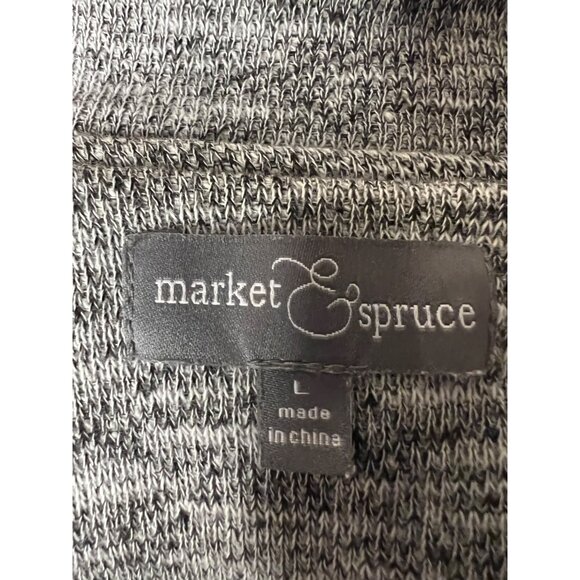 market & spruce
L
made
in china